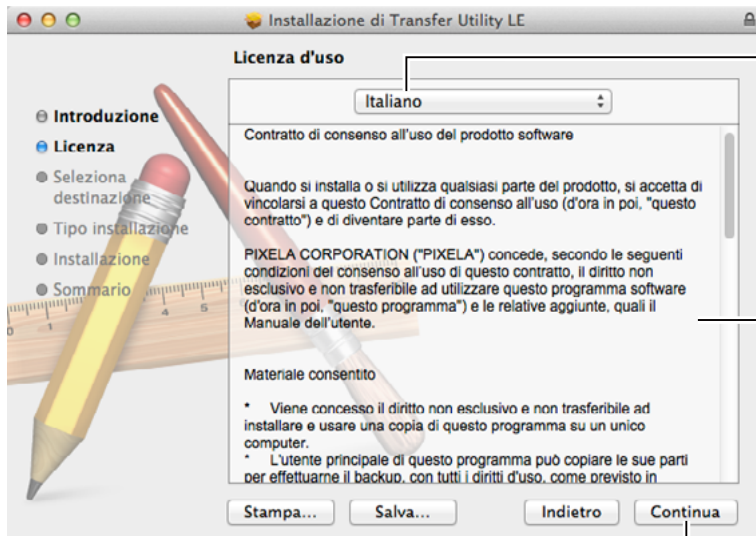 Installazione di Transfer Utility LE
Licenza d'uso
Introduzione
Licenza
Seleziona
destinazione
Tipo installazione
Installazione
Sommario
Italiano
Contratto di consenso all'uso del prodotto software
Quando si installa o si utilizza qualsiasi parte del prodotto, si accetta di
vincolarsi a questo Contratto di consenso all'uso (d'ora in poi, "questo
contratto") e di diventare parte di esso.
PIXELA CORPORATION ("PIXELA") concede, secondo le seguenti
condizioni del consenso all'uso di questo contratto, il diritto non
esclusivo e non trasferibile ad utilizzare questo programma software
(d'ora in poi, "questo programma") e le relative aggiunte, quali il
Manuale dell'utente.
Materiale consentito
* Viene concesso il diritto non esclusivo e non trasferibile ad
installare e usare una copia di questo programma su un unico
computer.
* L'utente principale di questo programma può copiare le sue parti
per effettuarne il backup, con tutti i diritti d'uso, come previsto in
0 1 4 5
Stampa... Salva... Indietro Continua